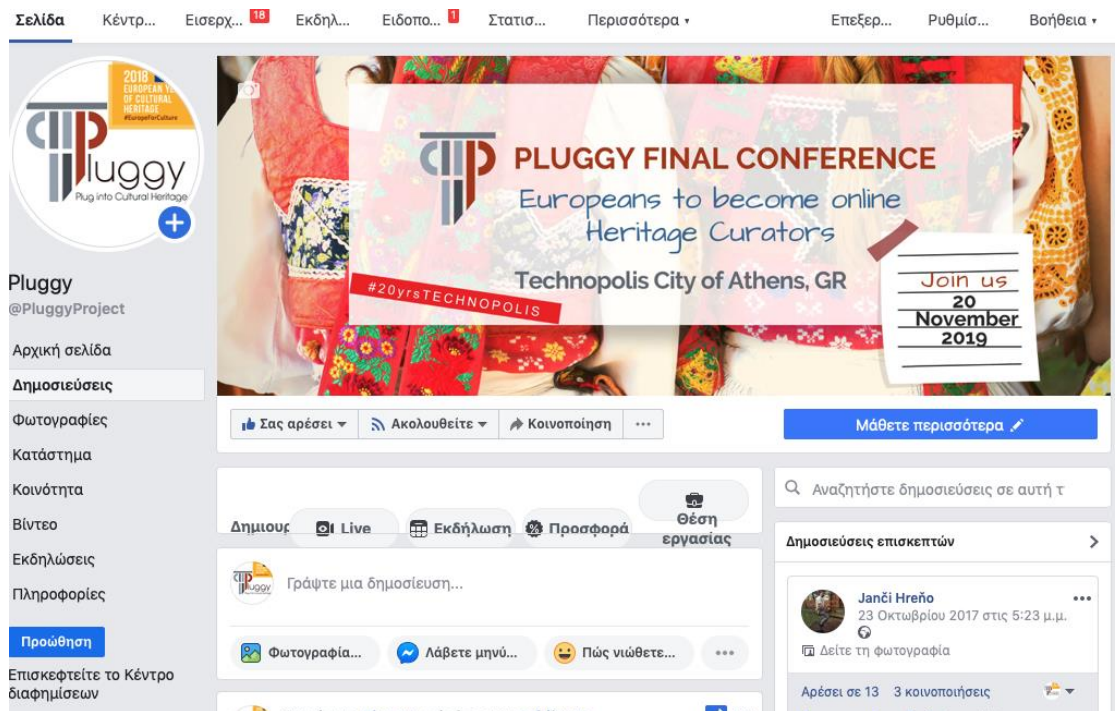 Σελίδα Κέντρ... Εισερχ... 18 Εκδηλ... Ειδοπο... 1 Στατισ... Περισσότερα Επεξερ... Ρυθμίσ... Βοήθεια
2018
EUROPEAN YE
OF CULTURAL
HERITAGE
#EuropeForCulture
Pluggy
Plug into Cultural Heritage
PLUGGY FINAL CONFERENCE
Europeans to become online
Heritage Curators
Technopolis City of Athens, GR
#20yrsTECHNOPOLIS
Join us
20
November
2019
Pluggy
@PluggyProject
Αρχική σελίδα
Δημοσιεύσεις
Φωτογραφίες
Κατάστημα
Κοινότητα
Βίντεο
Εκδηλώσεις
Πληροφορίες
Προώθηση
Επισκεφτείτε το Κέντρο
διαφημίσεων
Σας αρέσει Ακολουθείτε Κοινοποίηση ...
Μάθετε περισσότερα
Δημιουρ Live Εκδήλωση Προσφορά Θέση
εργασίας
Pluggy Γράψτε μια δημοσίευση...
Φωτογραφία... Λάβετε μηνύ... Πώς νιώθετε... ...
Αναζητήστε δημοσιεύσεις σε αυτή τ
Δημοσιεύσεις επισκεπτών
Janči Hreňo ...
23 Οκτωβρίου 2017 στις 5:23 μ.μ.
Δείτε τη φωτογραφία
Αρέσει σε 13 3 κοινοποιήσεις